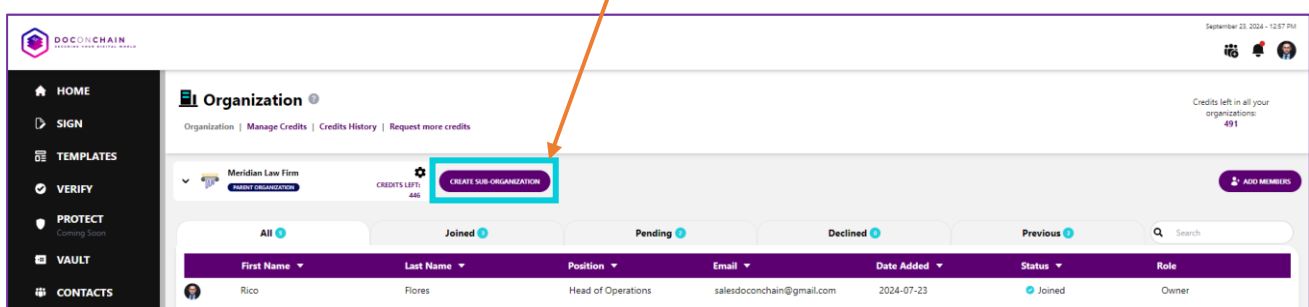 September 23, 2024 - 12:57 PM
DOCONCHAIN
SECURING YOUR DIGITAL WORLD
HOME
SIGN
TEMPLATES
VERIFY
PROTECT
Coming Soon
VAULT
CONTACTS
Organization
Organization | Manage Credits | Credits History | Request more credits
Credits left in all your
organizations:
491
Meridian Law Firm
PARENT ORGANIZATION
CREDITS LEFT:
446
CREATE SUB-ORGANIZATION
ADD MEMBERS
All Joined Pending Declined Previous Search
First Name Last Name Position Email Date Added Status Role
Rico Flores Head of Operations salesdoconchain@gmail.com 2024-07-23 Joined Owner